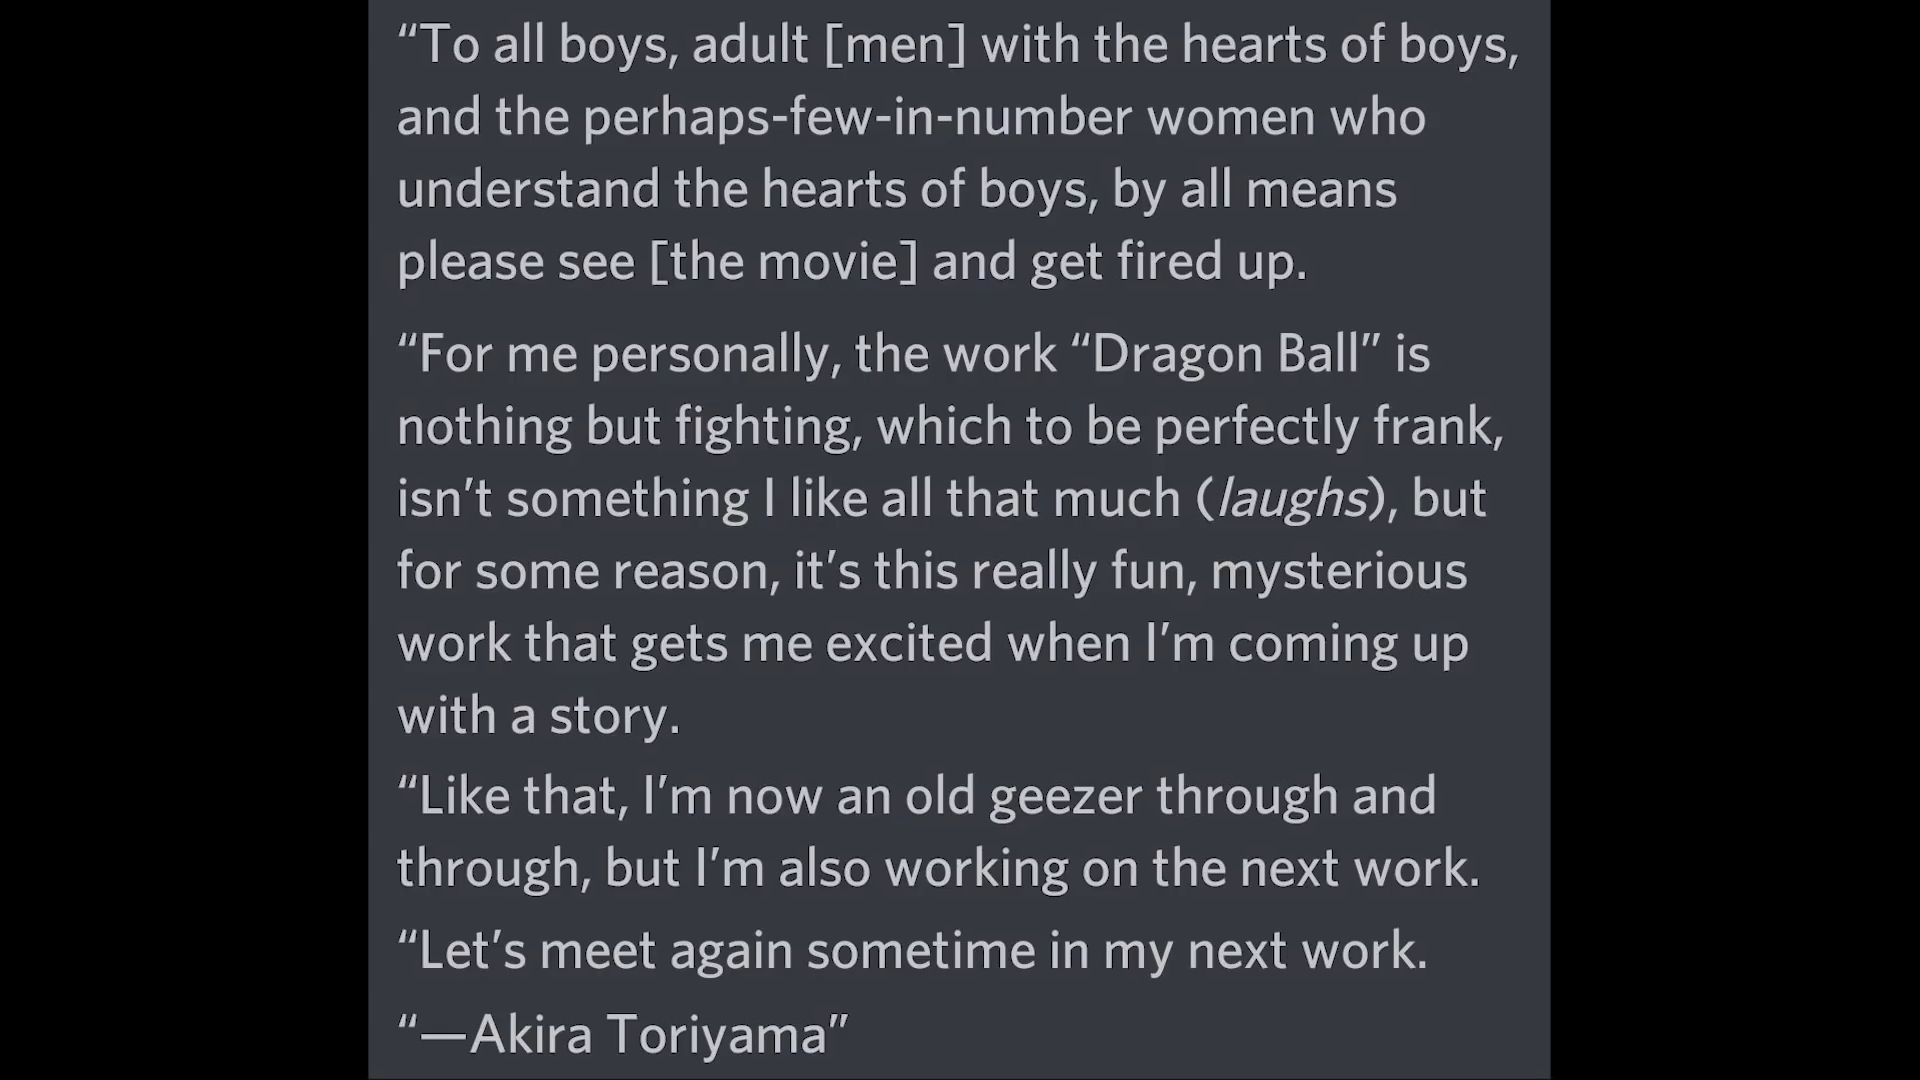 “To all boys, adult [men] with the hearts of boys,
and the perhaps-few-in-number women who
understand the hearts of boys, by all means
please see [the movie] and get fired up.
“For me personally, the work “Dragon Ball” is
nothing but fighting, which to be perfectly frank,
isn’t something I like all that much (laughs), but
for some reason, it’s this really fun, mysterious
work that gets me excited when I’m coming up
with a story.
“Like that, I’m now an old geezer through and
through, but I’m also working on the next work.
“Let’s meet again sometime in my next work.
“—Akira Toriyama”